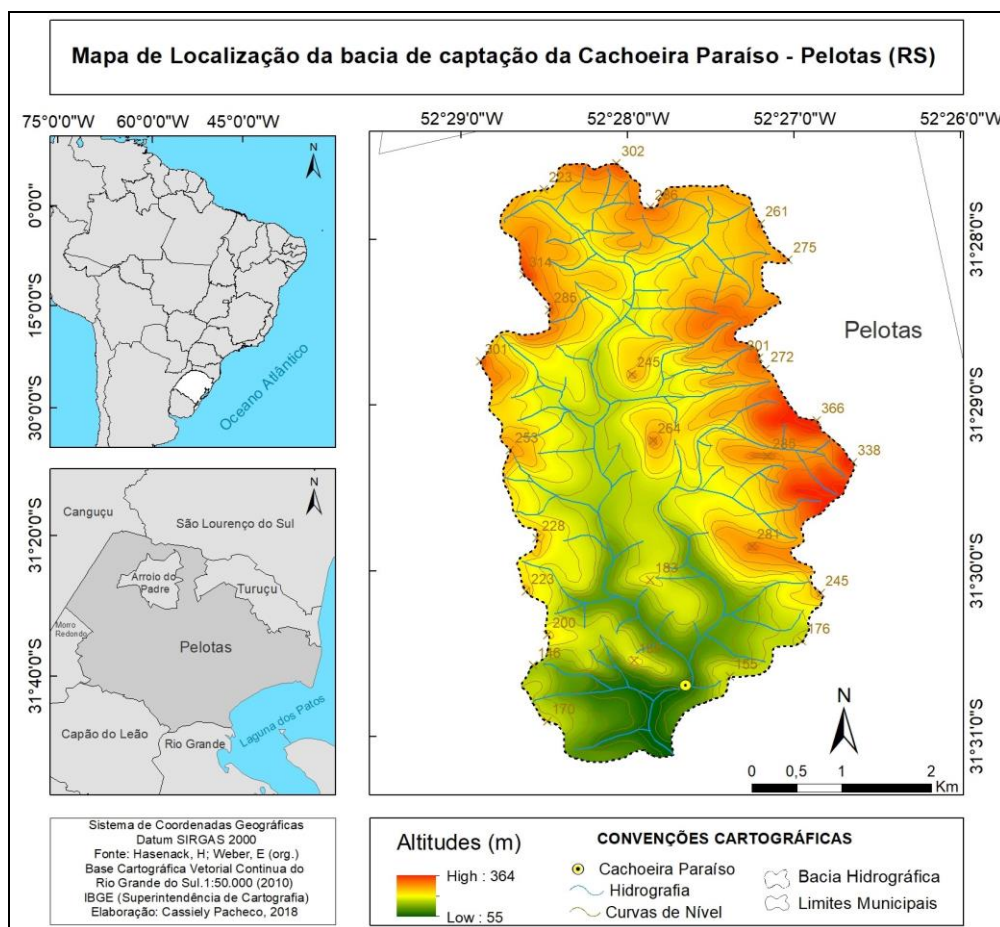 Mapa de Localização da bacia de captação da Cachoeira Paraíso - Pelotas (RS)
75°0'0"W 60°0'0"W 45°0'0"W
0°0'0"
15°0'0"S
30°0'0"S
N
Oceano Atlântico
31°20'0"S
31°40'0"S
N
Canguçu
São Lourenço do Sul
Arroio do
Padre
Turuçu
Morro
Redondo
Pelotas
Capão do Leão
Rio Grande
Laguna dos Patos
52°29'0"W 52°28'0"W 52°27'0"W 52°26'0"W
31°28'0"S
31°29'0"S
31°30'0"S
31°31'0"S
302
223
261
275
314
285
Pelotas
301
272
301
245
366
264
253
285
338
228
281
183
223
245
200
176
155
170
N
0 0,5 1 2
Km
Sistema de Coordenadas Geográficas
Datum SIRGAS 2000
Fonte: Hasenack, H; Weber, E (org.)
Base Cartográfica Vetorial Continua do
Rio Grande do Sul.1:50.000 (2010)
IBGE (Superintendência de Cartografia)
Elaboração: Cassiely Pacheco, 2018
Altitudes (m)
High : 364
Low : 55
CONVENÇÕES CARTOGRÁFICAS
Cachoeira Paraíso
Hidrografia
Curvas de Nível
Bacia Hidrográfica
Limites Municipais